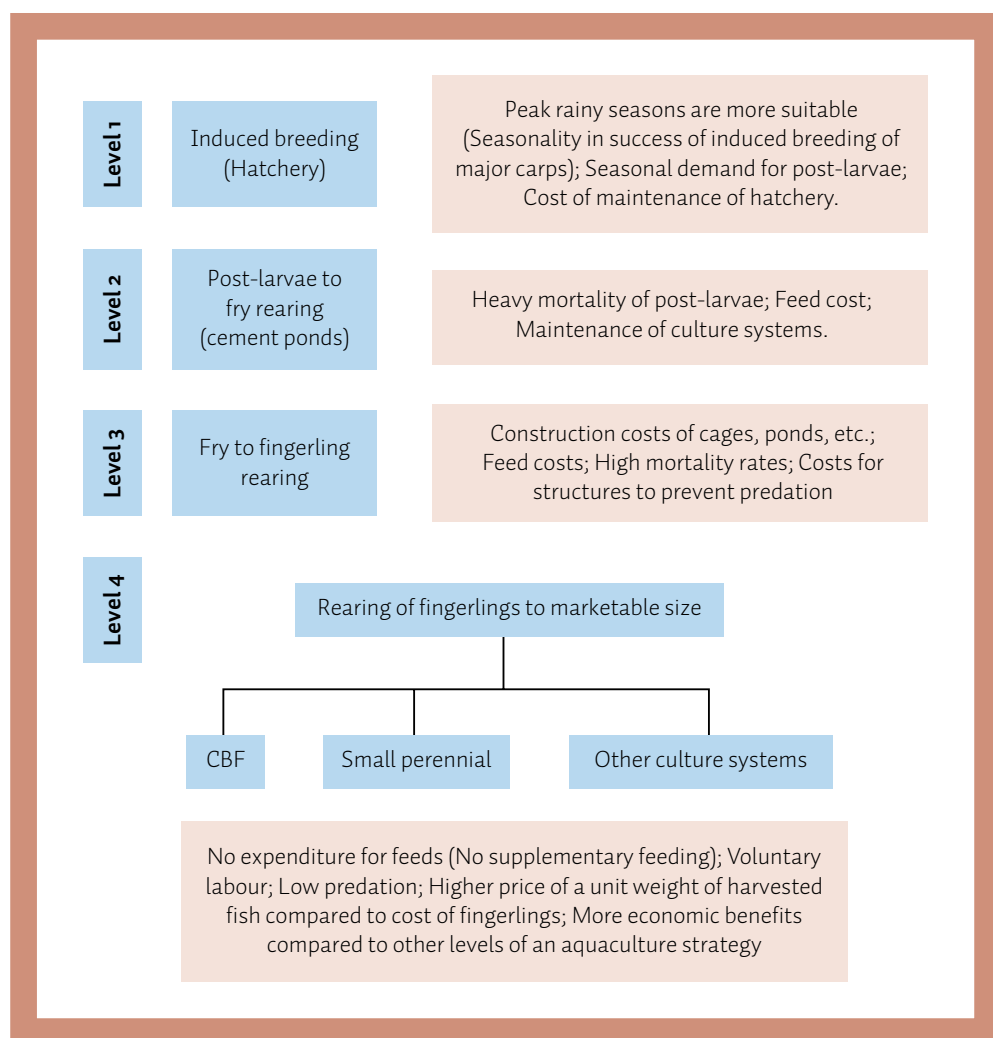 Level 1
Induced breeding
(Hatchery)
Peak rainy seasons are more suitable
(Seasonality in success of induced breeding of
major carps); Seasonal demand for post-larvae;
Cost of maintenance of hatchery.
Level 2
Post-larvae to
fry rearing
(cement ponds)
Heavy mortality of post-larvae; Feed cost;
Maintenance of culture systems.
Level 3
Fry to fingerling
rearing
Construction costs of cages, ponds, etc.;
Feed costs; High mortality rates; Costs for
structures to prevent predation
Level 4
Rearing of fingerlings to marketable size
CBF
Small perennial
Other culture systems
No expenditure for feeds (No supplementary feeding); Voluntary
labour; Low predation; Higher price of a unit weight of harvested
fish compared to cost of fingerlings; More economic benefits
compared to other levels of an aquaculture strategy